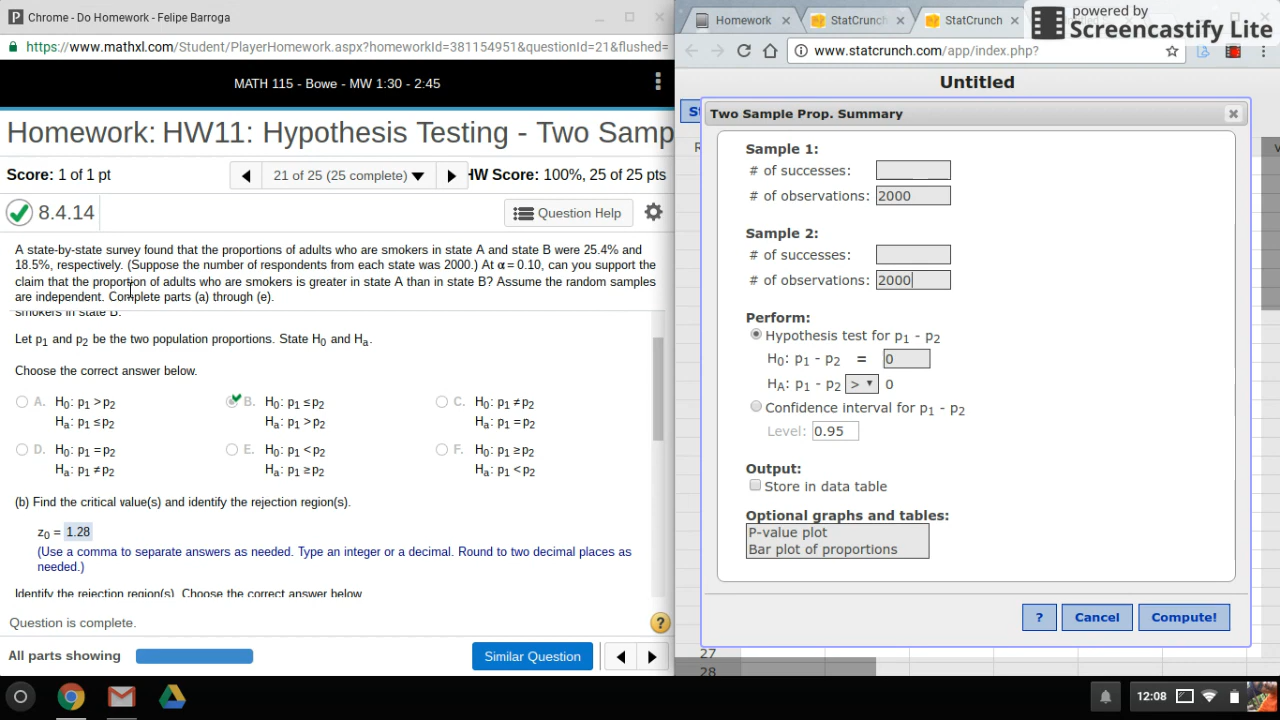 Chrome - Do Homework - Felipe Barroga
https://www.mathxl.com/Student/PlayerHomework.aspx?homeworkId=381154951&questionId=21&flushed=
MATH 115 - Bowe - MW 1:30 - 2:45
Homework: HW11: Hypothesis Testing - Two Samp
Score: 1 of 1 pt
21 of 25 (25 complete)
HW Score: 100%, 25 of 25 pts
8.4.14
Question Help
A state-by-state survey found that the proportions of adults who are smokers in state A and state B were 25.4% and
18.5%, respectively. (Suppose the number of respondents from each state was 2000.) At α = 0.10, can you support the
claim that the proportion of adults who are smokers is greater in state A than in state B? Assume the random samples
are independent. Complete parts (a) through (e).
smokers in state B.
Let p1 and p2 be the two population proportions. State H0 and Ha.
Choose the correct answer below.
A. H0: p1 > p2
Ha: p1 ≤ p2
B. H0: p1 ≤ p2
Ha: p1 > p2
C. H0: p1 ≠ p2
Ha: p1 = p2
D. H0: p1 = p2
Ha: p1 ≠ p2
E. H0: p1 < p2
Ha: p1 ≥ p2
F. H0: p1 ≥ p2
Ha: p1 < p2
(b) Find the critical value(s) and identify the rejection region(s).
z0 = 1.28
(Use a comma to separate answers as needed. Type an integer or a decimal. Round to two decimal places as
needed.)
Identify the rejection region(s). Choose the correct answer below
Question is complete.
?
All parts showing
Similar Question
Homework
StatCrunch
StatCrunch
powered by
Screencastify Lite
www.statcrunch.com/app/index.php?
Untitled
Two Sample Prop. Summary
Sample 1:
# of successes:
# of observations: 2000
Sample 2:
# of successes:
# of observations: 2000
Perform:
Hypothesis test for p1 - p2
H0: p1 - p2 = 0
HA: p1 - p2 > 0
Confidence interval for p1 - p2
Level: 0.95
Output:
Store in data table
Optional graphs and tables:
P-value plot
Bar plot of proportions
?
Cancel
Compute!
27
28
12:08